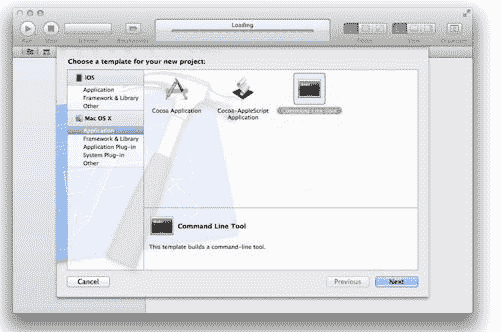 Loading
Choose a template for your new project:
iOS
Application
Framework & Library
Other
Mac OS X
Application
Framework & Library
Application Plug-in
System Plug-in
Other
Cocoa Application
Cocoa-AppleScript
Application
Command Line Tool
Command Line Tool
This template builds a command-line tool.
Cancel
Previous
Next